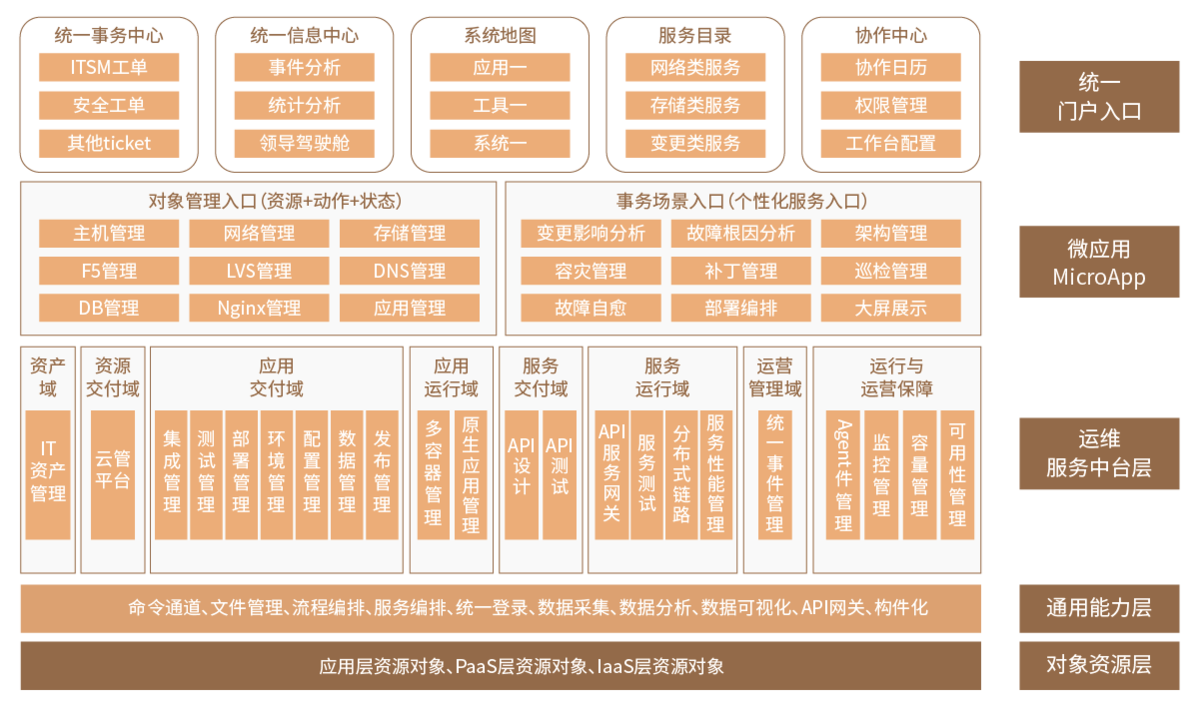 统一事务中心
ITSM工单
安全工单
其他ticket
统一信息中心
事件分析
统计分析
领导驾驶舱
系统地图
应用一
工具一
系统一
服务目录
网络类服务
存储类服务
变更类服务
协作中心
协作日历
权限管理
工作台配置
统一
门户入口
对象管理入口(资源+动作+状态)
主机管理
网络管理
存储管理
F5管理
LVS管理
DNS管理
DB管理
Nginx管理
应用管理
事务场景入口(个性化服务入口)
变更影响分析
故障根因分析
架构管理
容灾管理
补丁管理
巡检管理
故障自愈
部署编排
大屏展示
微应用
MicroApp
资产
域
IT
资产
管理
资源
交付域
云管
平台
应用
交付域
集成管理
测试管理
部署管理
环境管理
配置管理
数据管理
发布管理
应用
运行域
多容器管理
原生应用管理
服务
交付域
API
设计
API
测试
服务
运行域
API
服务网关
服务测试
分布式链路
服务性能管理
运营
管理域
统一事件管理
运行与
运营保障
Agent件管理
监控管理
容量管理
可用性管理
运维
服务中台层
命令通道、文件管理、流程编排、服务编排、统一登录、数据采集、数据分析、数据可视化、API网关、构件化
通用能力层
应用层资源对象、PaaS层资源对象、IaaS层资源对象
对象资源层